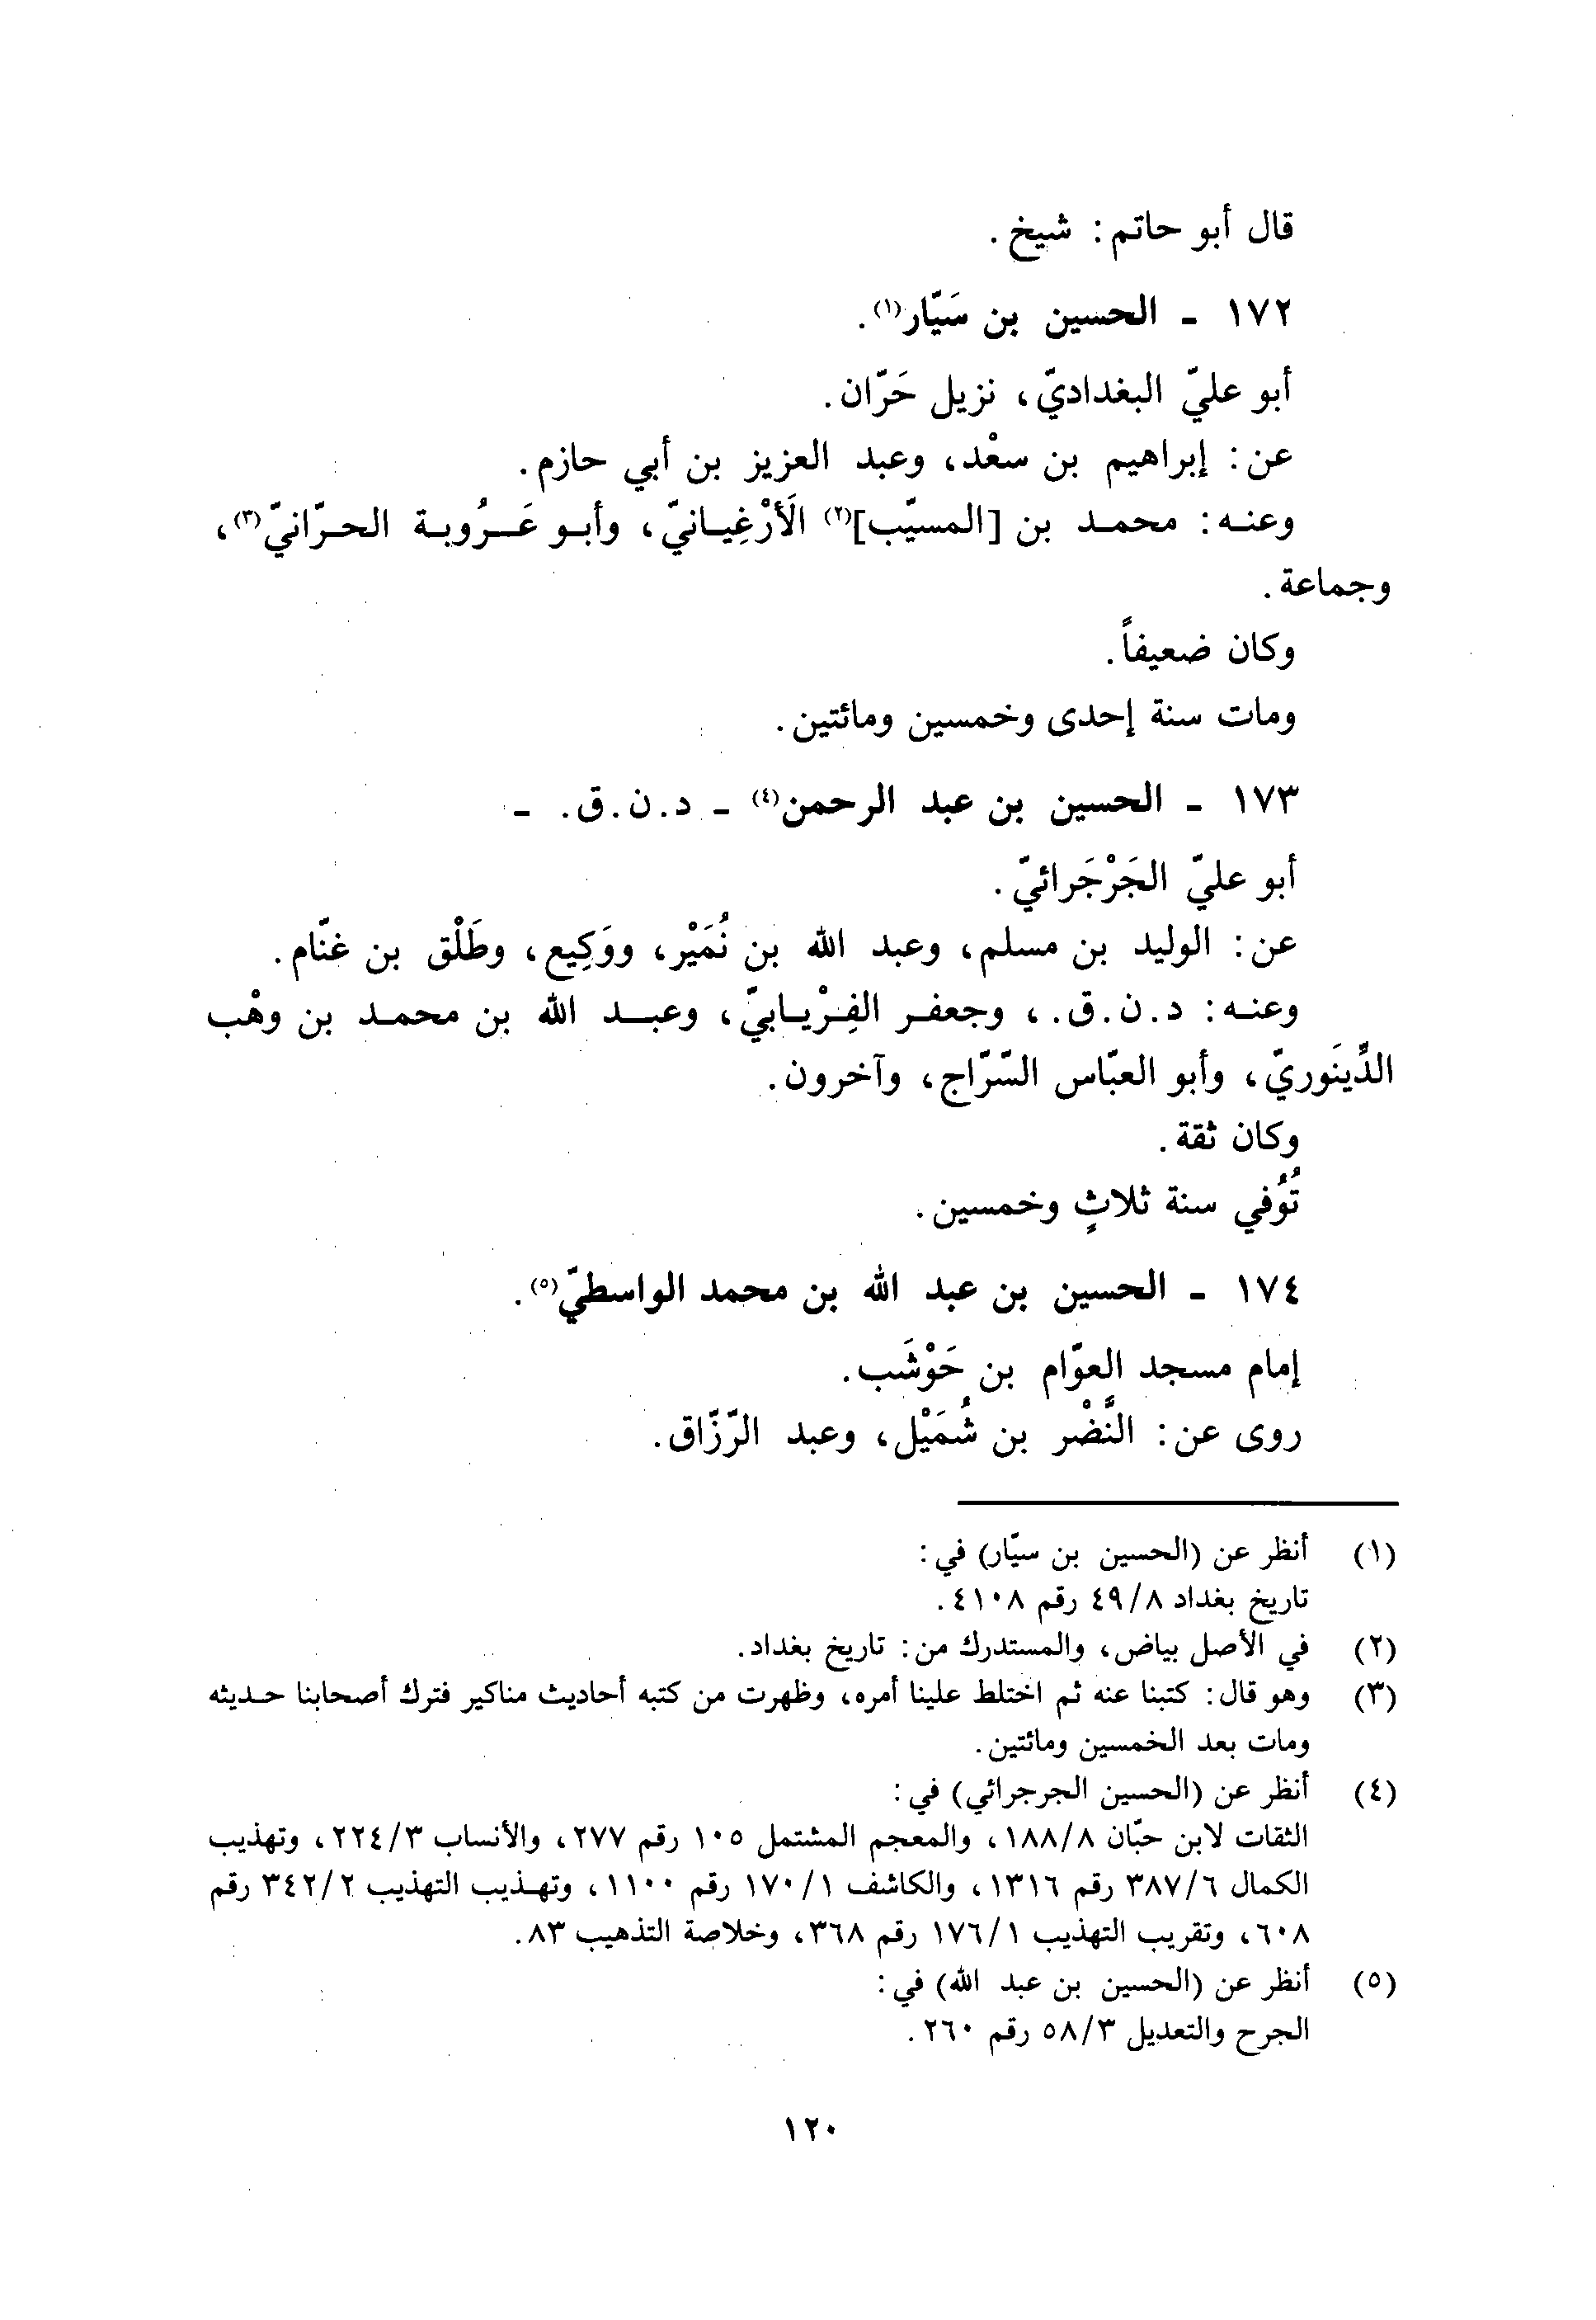 قال أبو حاتم: شيخ.
١٧٢ - الحسين بن سَيّار(١).
أبو عليّ البغداديّ، نزيل حَرّان.
عن: إبراهيم بن سعْد، وعبد العزيز بن أبي حازم.
وعنه: محمد بن [المسيّب](٢) الَأرْغِيانيّ، وأبو عَرُوبة الحرّانيّ(٣)،
وجماعة.
وكان ضعيفاً.
ومات سنة إحدى وخمسين ومائتين.
١٧٣ - الحسين بن عبد الرحمن(٤) - د.ن.ق. -
أبو عليّ الجَرْجَرائيّ.
عن: الوليد بن مسلم، وعبد الله بن نُمَيْر، ووَكِيع، وطَلْق بن غنّام.
وعنه: د.ن.ق.، وجعفر الفِرْيابيّ، وعبد الله بن محمد بن وهْب
الدِّينَوريّ، وأبو العبّاس السّرّاج، وآخرون.
وكان ثقة.
تُوُفي سنة ثلاثٍ وخمسين.
١٧٤ - الحسين بن عبد الله بن محمد الواسطيّ(٥).
إمام مسجد العوّام بن حَوْشَب.
روى عن: النَّضْر بن شُمَيْل، وعبد الرّزّاق.
(١) أنظر عن (الحسين بن سيّار) في:
تاريخ بغداد ٤٩/٨ رقم ٤١٠٨.
(٢) في الأصل بياض، والمستدرك من: تاريخ بغداد.
(٣) وهو قال: كتبنا عنه ثم اختلط علينا أمره، وظهرت من كتبه أحاديث مناكير فترك أصحابنا حديثه
ومات بعد الخمسين ومائتين.
(٤) أنظر عن (الحسين الجرجرائي) في:
الثقات لابن حبّان ١٨٨/٨، والمعجم المشتمل ١٠٥ رقم ٢٧٧، والأنساب ٢٢٤/٣، وتهذيب
الكمال ٣٨٧/٦ رقم ١٣١٦، والكاشف ١٧٠/١ رقم ١١٠٠، وتهذيب التهذيب ٣٤٢/٢ رقم
٦٠٨، وتقريب التهذيب ١٧٦/١ رقم ٣٦٨، وخلاصة التذهيب ٨٣.
(٥) أنظر عن (الحسين بن عبد الله) في:
الجرح والتعديل ٥٨/٣ رقم ٢٦٠.
١٢٠